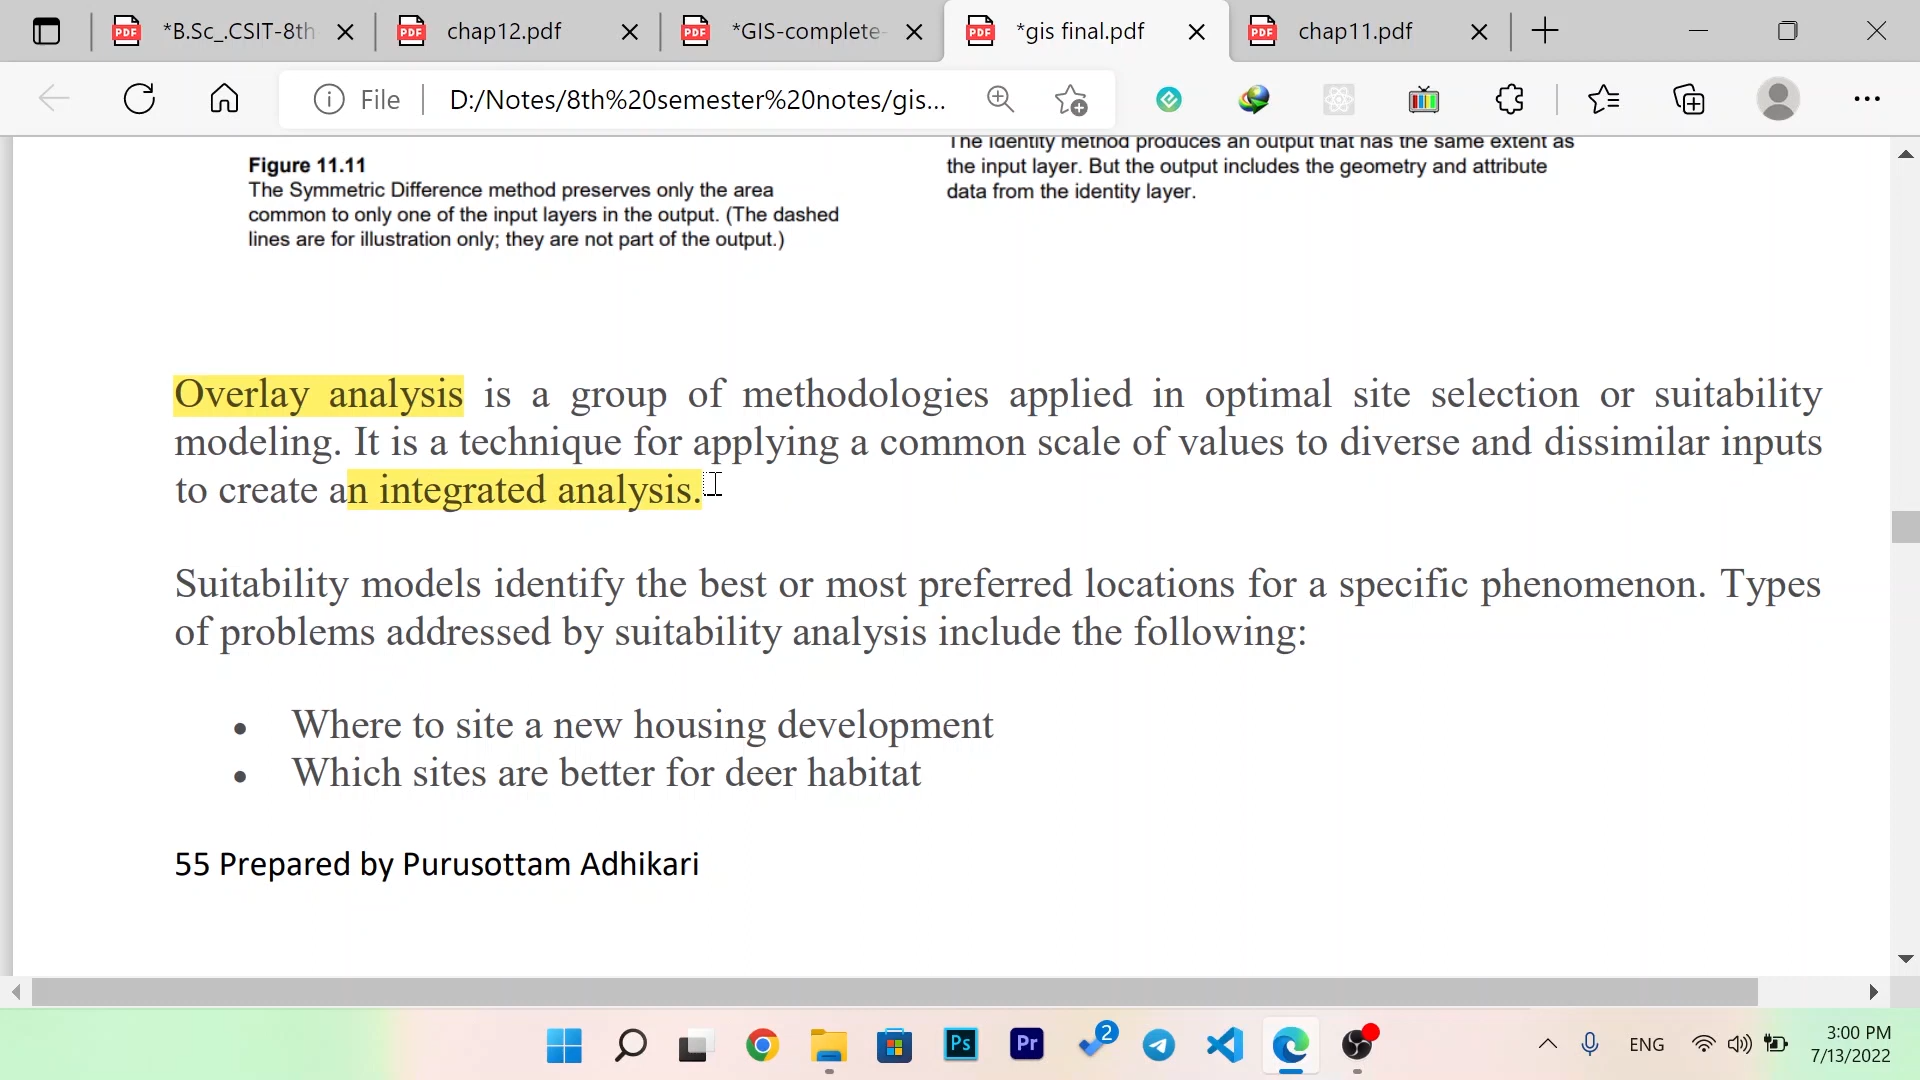 *B.Sc_.CSIT-8th
chap12.pdf
*GIS-complete-
*gis final.pdf
chap11.pdf
File
D:/Notes/8th%20semester%20notes/gis...
Figure 11.11
The Symmetric Difference method preserves only the area
common to only one of the input layers in the output. (The dashed
lines are for illustration only; they are not part of the output.)
The Identity method produces an output that has the same extent as
the input layer. But the output includes the geometry and attribute
data from the identity layer.
Overlay analysis is a group of methodologies applied in optimal site selection or suitability
modeling. It is a technique for applying a common scale of values to diverse and dissimilar inputs
to create an integrated analysis.
Suitability models identify the best or most preferred locations for a specific phenomenon. Types
of problems addressed by suitability analysis include the following:
• Where to site a new housing development
• Which sites are better for deer habitat
55 Prepared by Purusottam Adhikari
Ps
Pr
2
ENG
3:00 PM
7/13/2022